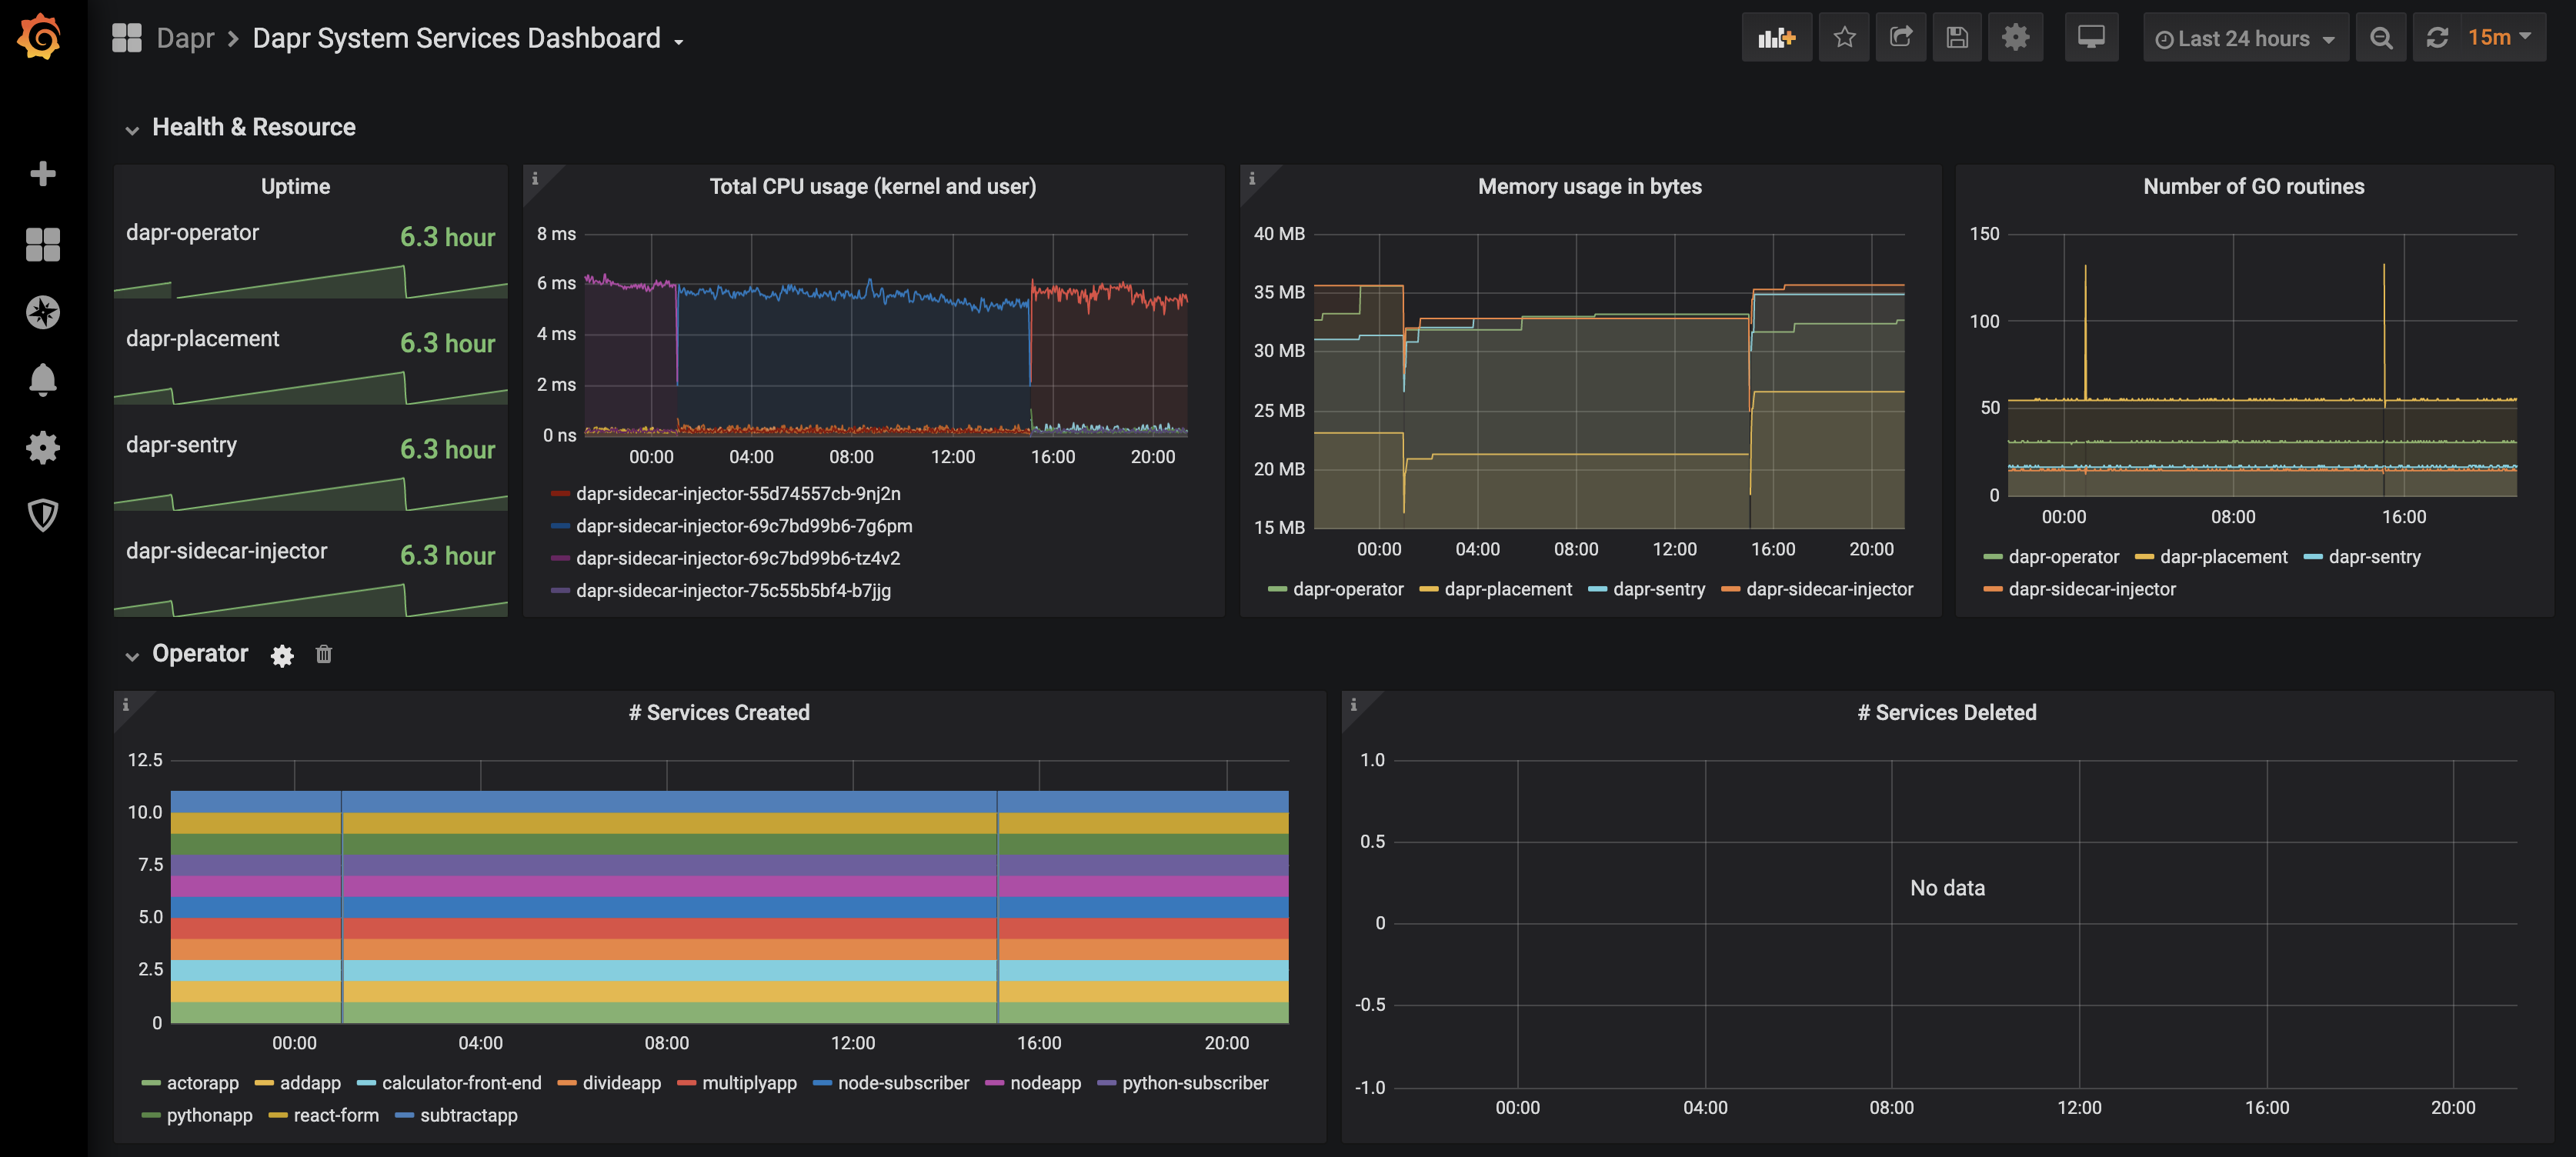 Dapr > Dapr System Services Dashboard
Last 24 hours
15m
Health & Resource
Uptime
dapr-operator 6.3 hour
dapr-placement 6.3 hour
dapr-sentry 6.3 hour
dapr-sidecar-injector 6.3 hour
Total CPU usage (kernel and user)
8 ms
6 ms
4 ms
2 ms
0 ns
00:00 04:00 08:00 12:00 16:00 20:00
dapr-sidecar-injector-55d74557cb-9nj2n
dapr-sidecar-injector-69c7bd99b6-7g6pm
dapr-sidecar-injector-69c7bd99b6-tz4v2
dapr-sidecar-injector-75c55b5bf4-b7jjg
Memory usage in bytes
40 MB
35 MB
30 MB
25 MB
20 MB
15 MB
00:00 04:00 08:00 12:00 16:00 20:00
dapr-operator dapr-placement dapr-sentry dapr-sidecar-injector
Number of GO routines
150
100
50
0
00:00 08:00 16:00
dapr-operator dapr-placement dapr-sentry
dapr-sidecar-injector
Operator
# Services Created
12.5
10.0
7.5
5.0
2.5
0
00:00 04:00 08:00 12:00 16:00 20:00
actorapp addapp calculator-front-end divideapp multiplyapp node-subscriber nodeapp python-subscriber
pythonapp react-form subtractapp
# Services Deleted
1.0
0.5
0
-0.5
-1.0
No data
00:00 04:00 08:00 12:00 16:00 20:00